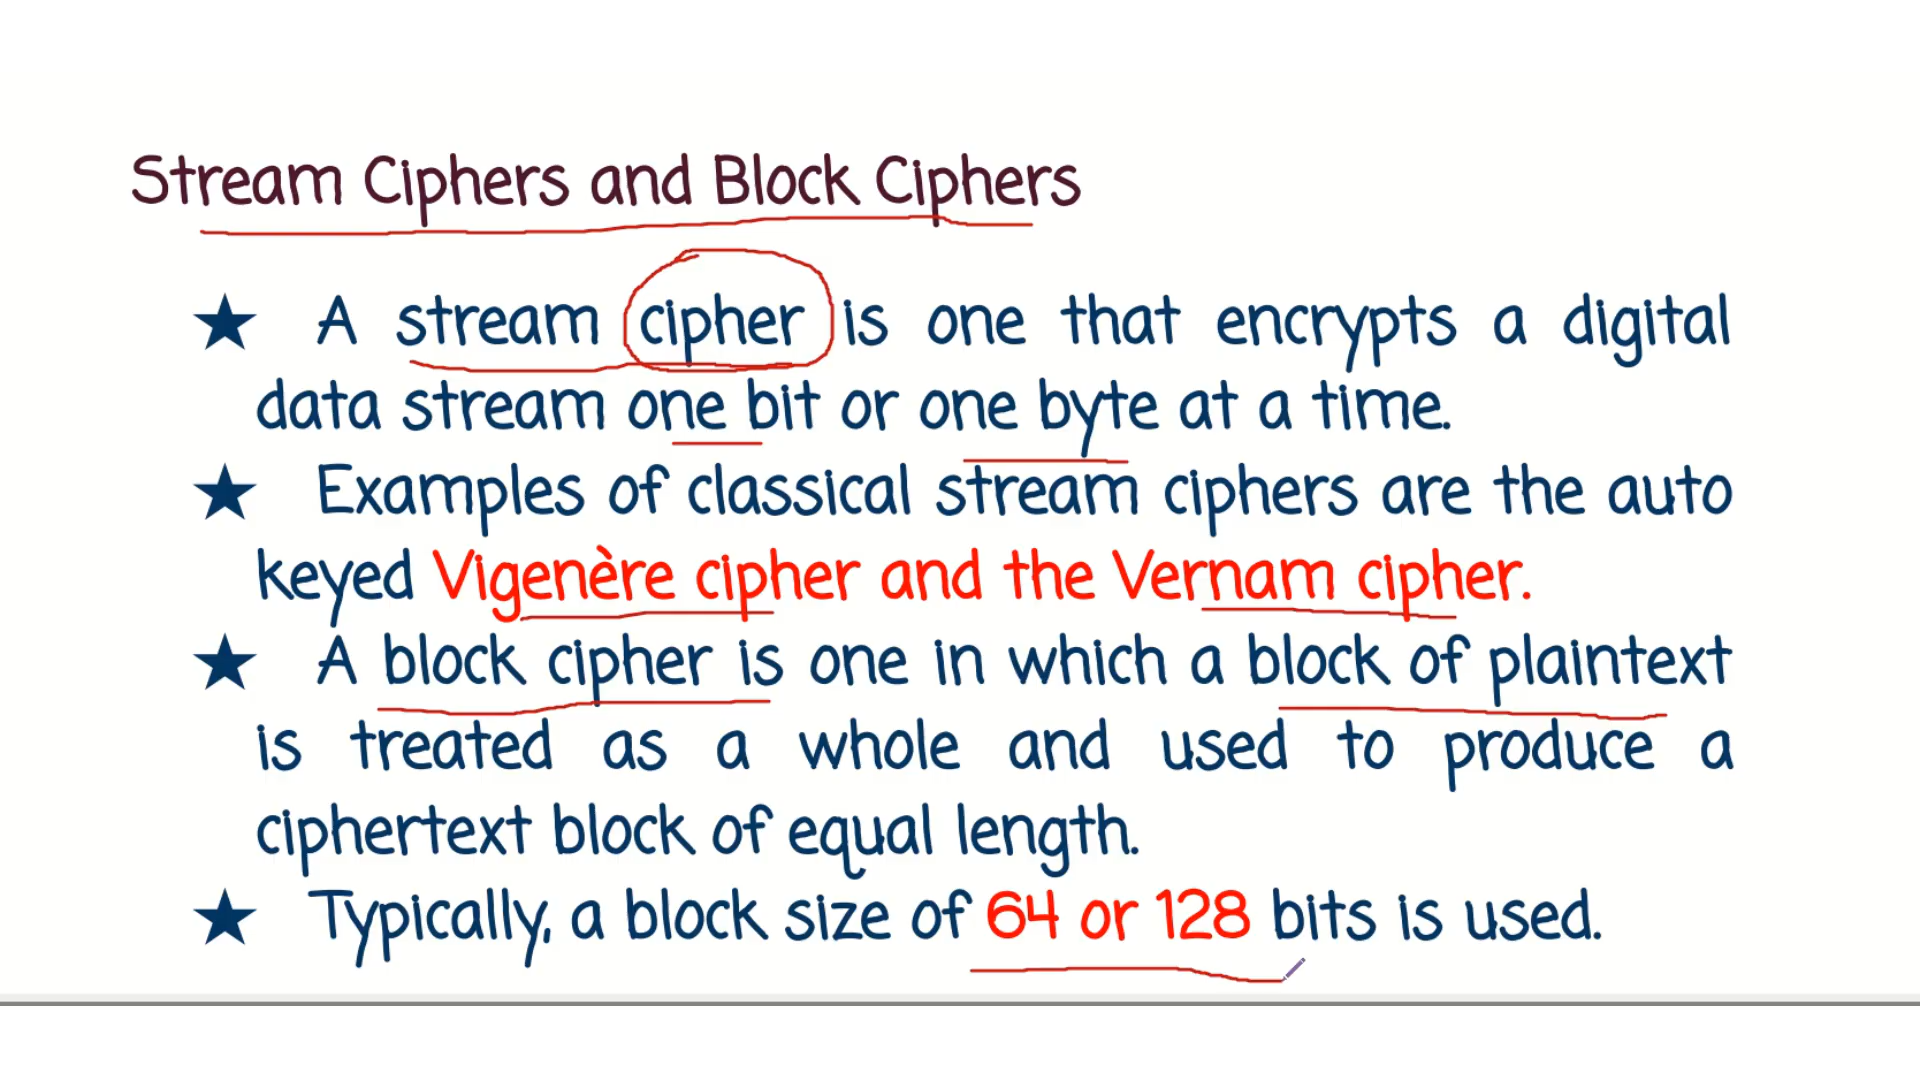 Stream Ciphers and Block Ciphers
★ A stream cipher is one that encrypts a digital
data stream one bit or one byte at a time.
★ Examples of classical stream ciphers are the auto
keyed Vigenère cipher and the Vernam cipher.
★ A block cipher is one in which a block of plaintext
is treated as a whole and used to produce a
ciphertext block of equal length.
★ Typically, a block size of 64 or 128 bits is used.